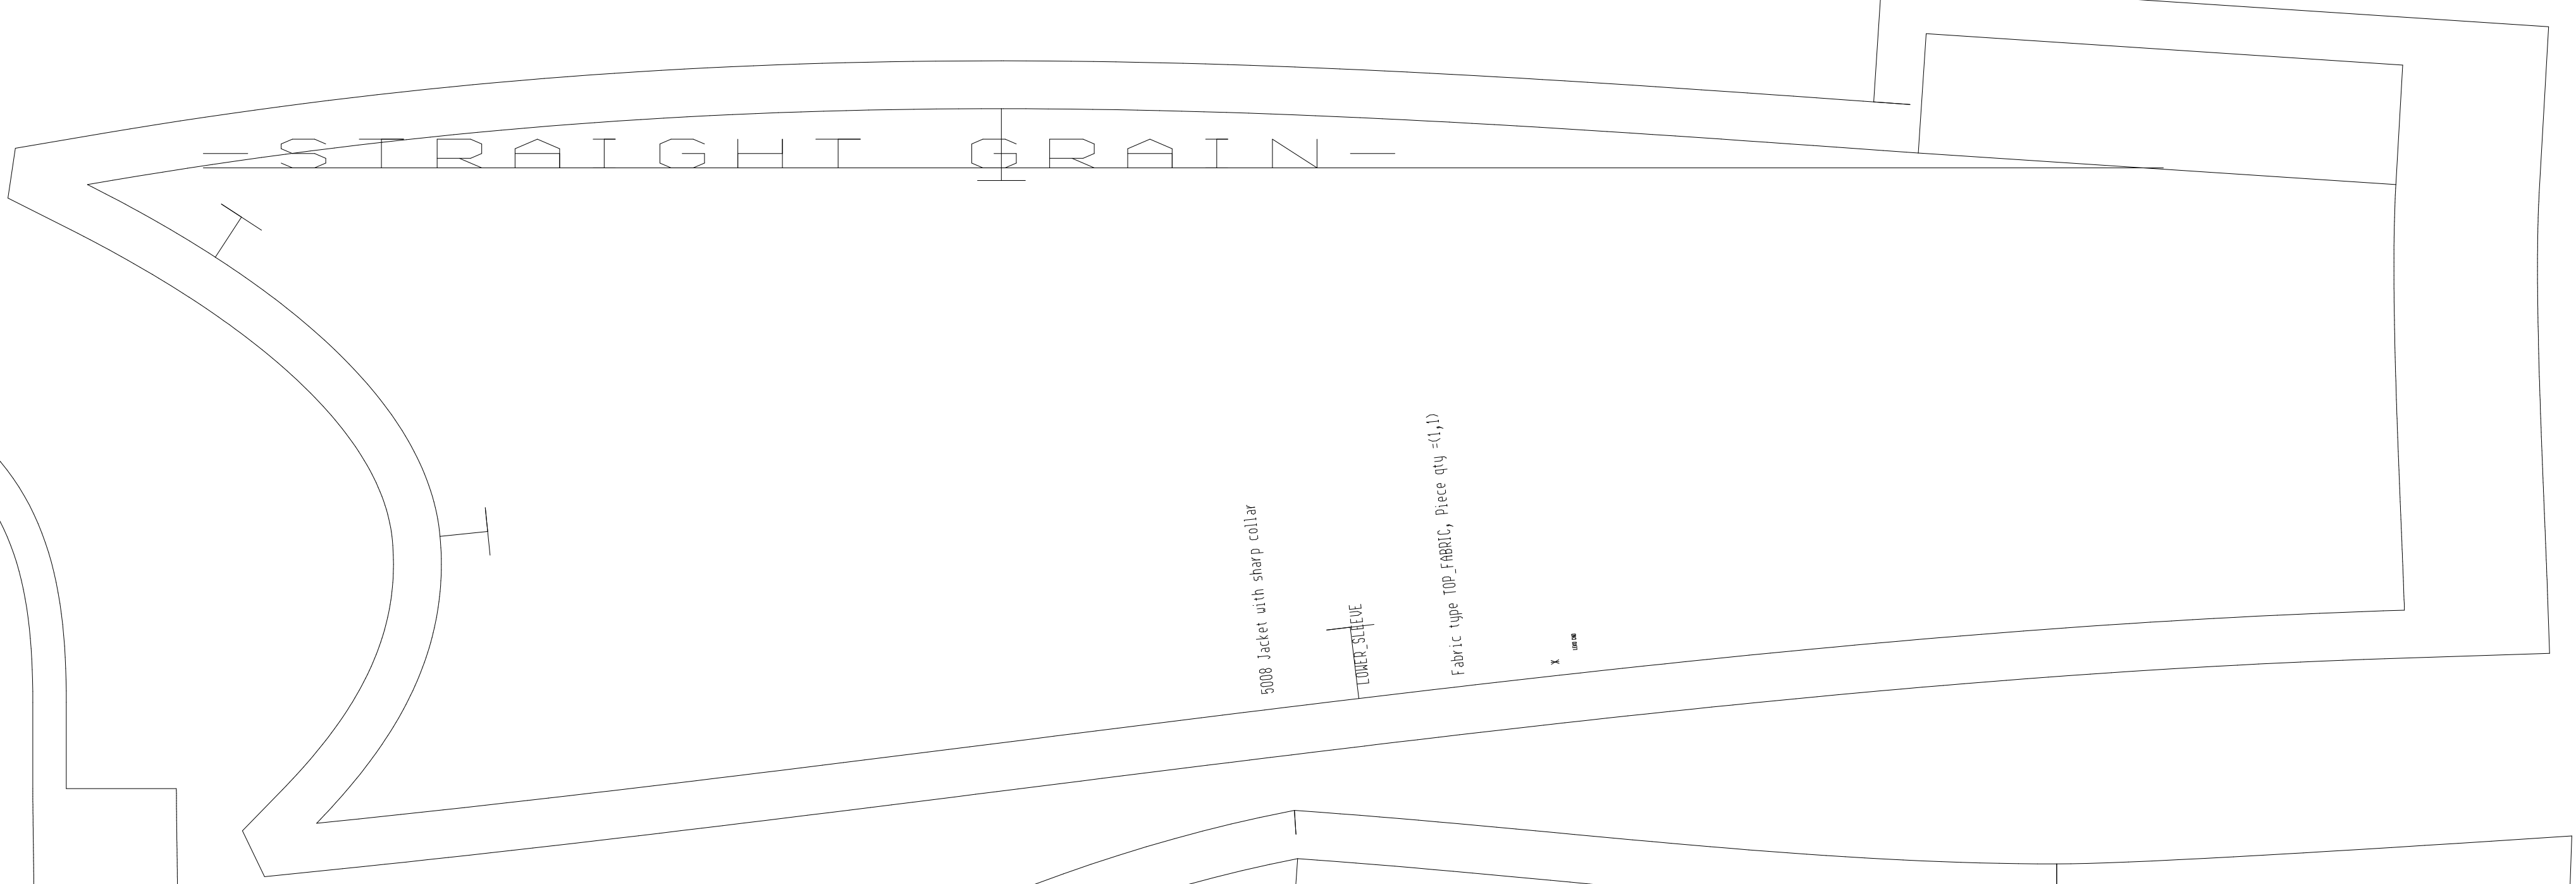 -STRAIGHT GRAIN-
5008 Jacket with sharp collar
LOWER_SLEEVE
Fabric type TOP_FABRIC, Piece qty =(1,1)
X